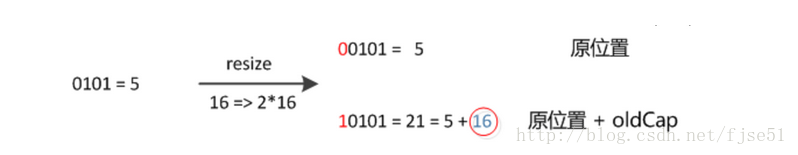 00101 = 5 原位置
resize
0101 = 5
16 => 2*16
10101 = 21 = 5 + 16 原位置 + oldCap
http://blog.csdn.net/fjse51